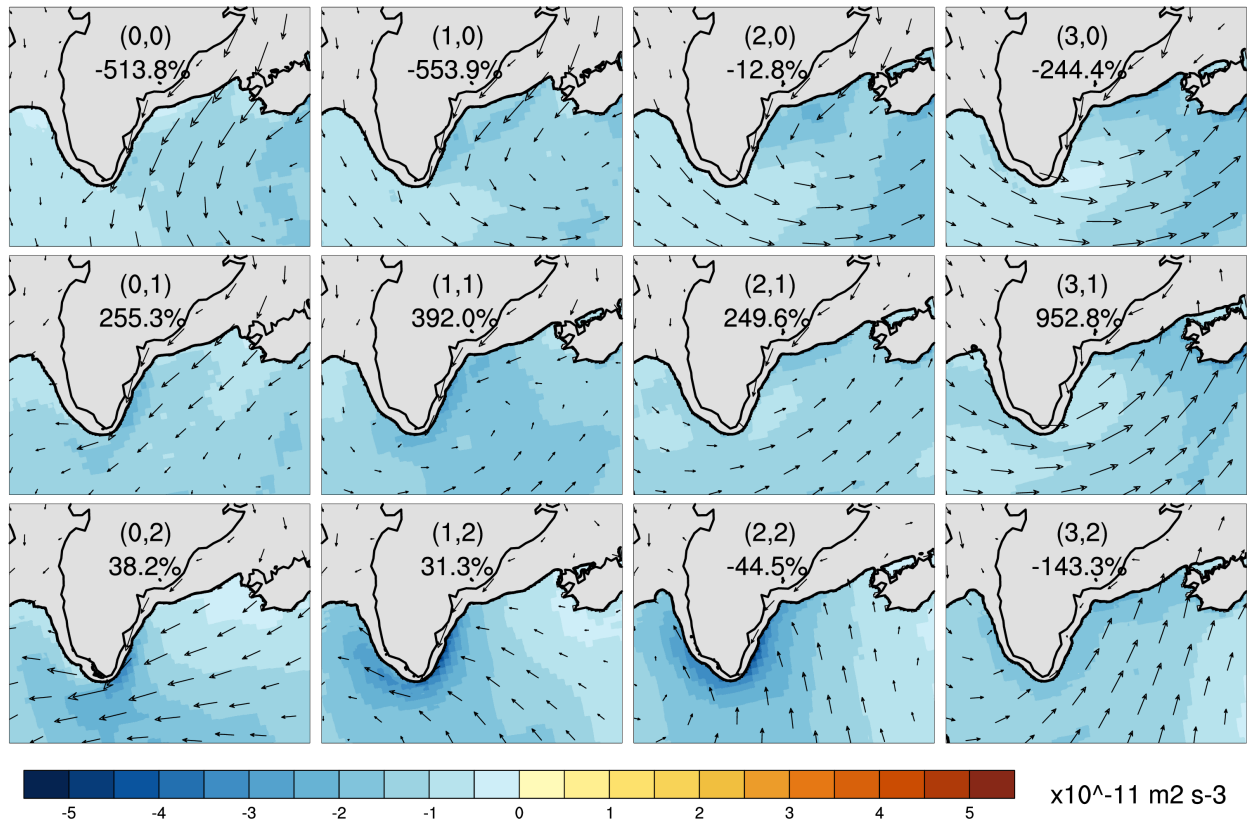 (0,0) (1,0) (2,0) (3,0)
-513.8% -553.9% -12.8% -244.4%
(0,1) (1,1) (2,1) (3,1)
255.3% 392.0% 249.6% 952.8%
(0,2) (1,2) (2,2) (3,2)
38.2% 31.3% -44.5% -143.3%
-5 -4 -3 -2 -1 0 1 2 3 4 5
x10^-11 m2 s-3